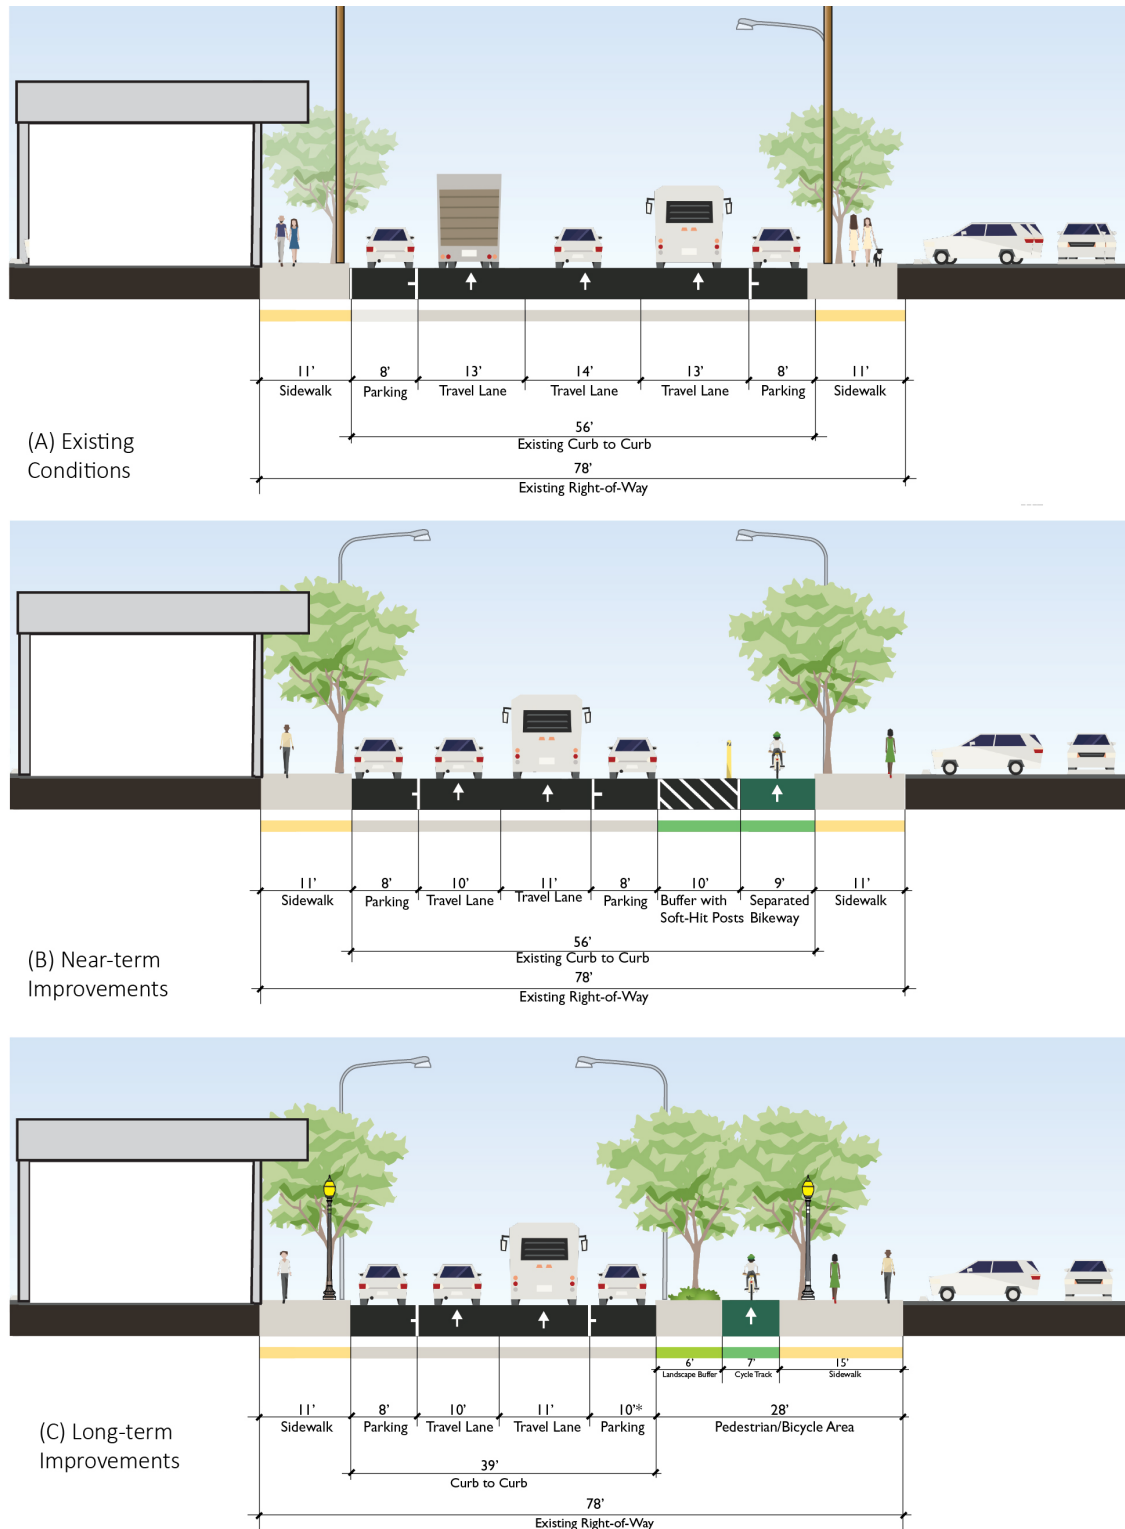 11’ 8’ 13’ 14’ 13’ 8’ 11’
Sidewalk Parking Travel Lane Travel Lane Travel Lane Parking Sidewalk
56’
Existing Curb to Curb
78’
Existing Right-of-Way
(A) Existing
Conditions
11’ 8’ 10’ 11’ 8’ 10’ 9’ 11’
Sidewalk Parking Travel Lane Travel Lane Parking Buffer with Separated Sidewalk
Soft-Hit Posts Bikeway
56’
Existing Curb to Curb
78’
Existing Right-of-Way
(B) Near-term
Improvements
6’ 7’ 15’
Landscape Buffer Cycle Track Sidewalk
11’ 8’ 10’ 11’ 10’* 28’
Sidewalk Parking Travel Lane Travel Lane Parking Pedestrian/Bicycle Area
39’
Curb to Curb
78’
Existing Right-of-Way
(C) Long-term
Improvements